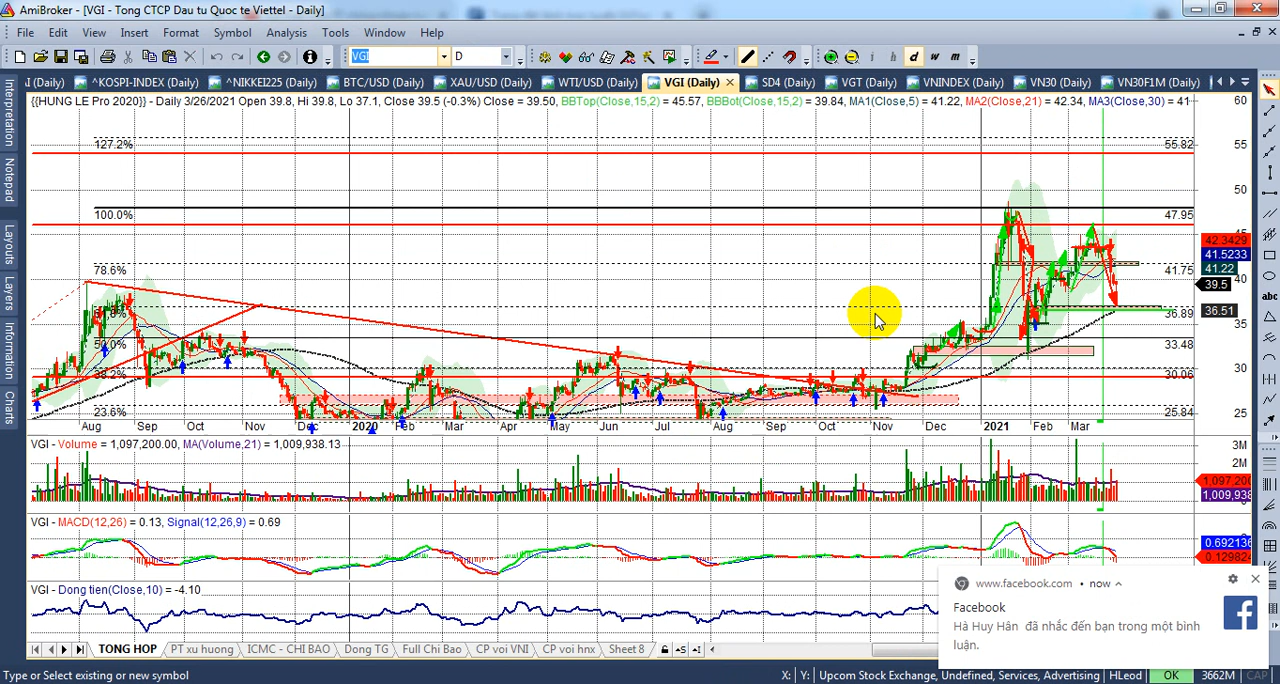 AmiBroker - [VGI - Tong CTCP Dau tu Quoc te Viettel - Daily]
File Edit View Insert Format Symbol Analysis Tools Window Help
VGI D abc i h d w m
I (Daily) ^KOSPI-INDEX (Daily) ^NIKKEI225 (Daily) BTC/USD (Daily) XAU/USD (Daily) WTI/USD (Daily) VGI (Daily) SD4 (Daily) VGT (Daily) VNINDEX (Daily) VN30 (Daily) VN30F1M (Daily)
{{HUNG LE Pro 2020}} - Daily 3/26/2021 Open 39.8, Hi 39.8, Lo 37.1, Close 39.5 (-0.3%) Close = 39.50, BBTop(Close,15,2) = 45.57, BBBot(Close,15,2) = 39.84, MA1(Close,5) = 41.22, MA2(Close,21) = 42.34, MA3(Close,30) = 41
Interpretation
Notepad
Layouts
Layers
Information
Charts
60
127.2% 55.82 55
50
100.0% 47.95
45
42.3429
41.5233
78.6% 41.75 41.22
40
39.5
36.89 36.51
35
50.0% 33.48
38.2% 30.06 30
23.6% 25.84 25
Aug Sep Oct Nov Dec 2020 Feb Mar Apr May Jun Jul Aug Sep Oct Nov Dec 2021 Feb Mar
VGI - Volume = 1,097,200.00, MA(Volume,21) = 1,009,938.13
3M
2M
1,097,200
1,009,938
VGI - MACD(12,26) = 0.13, Signal(12,26,9) = 0.69
0.692136
0.129824
VGI - Dong tien(Close,10) = -4.10
www.facebook.com • now
Facebook
Hà Huy Hán đã nhắc đến bạn trong một bình
luận.
TONG HOP PT xu huong ICMC - CHI BAO Dong TG Full Chi Bao CP voi VNI CP voi hnx Sheet 8
Type or Select existing or new symbol X: Y: Upcom Stock Exchange, Undefined, Services, Advertising HLeod OK 3662M CAP